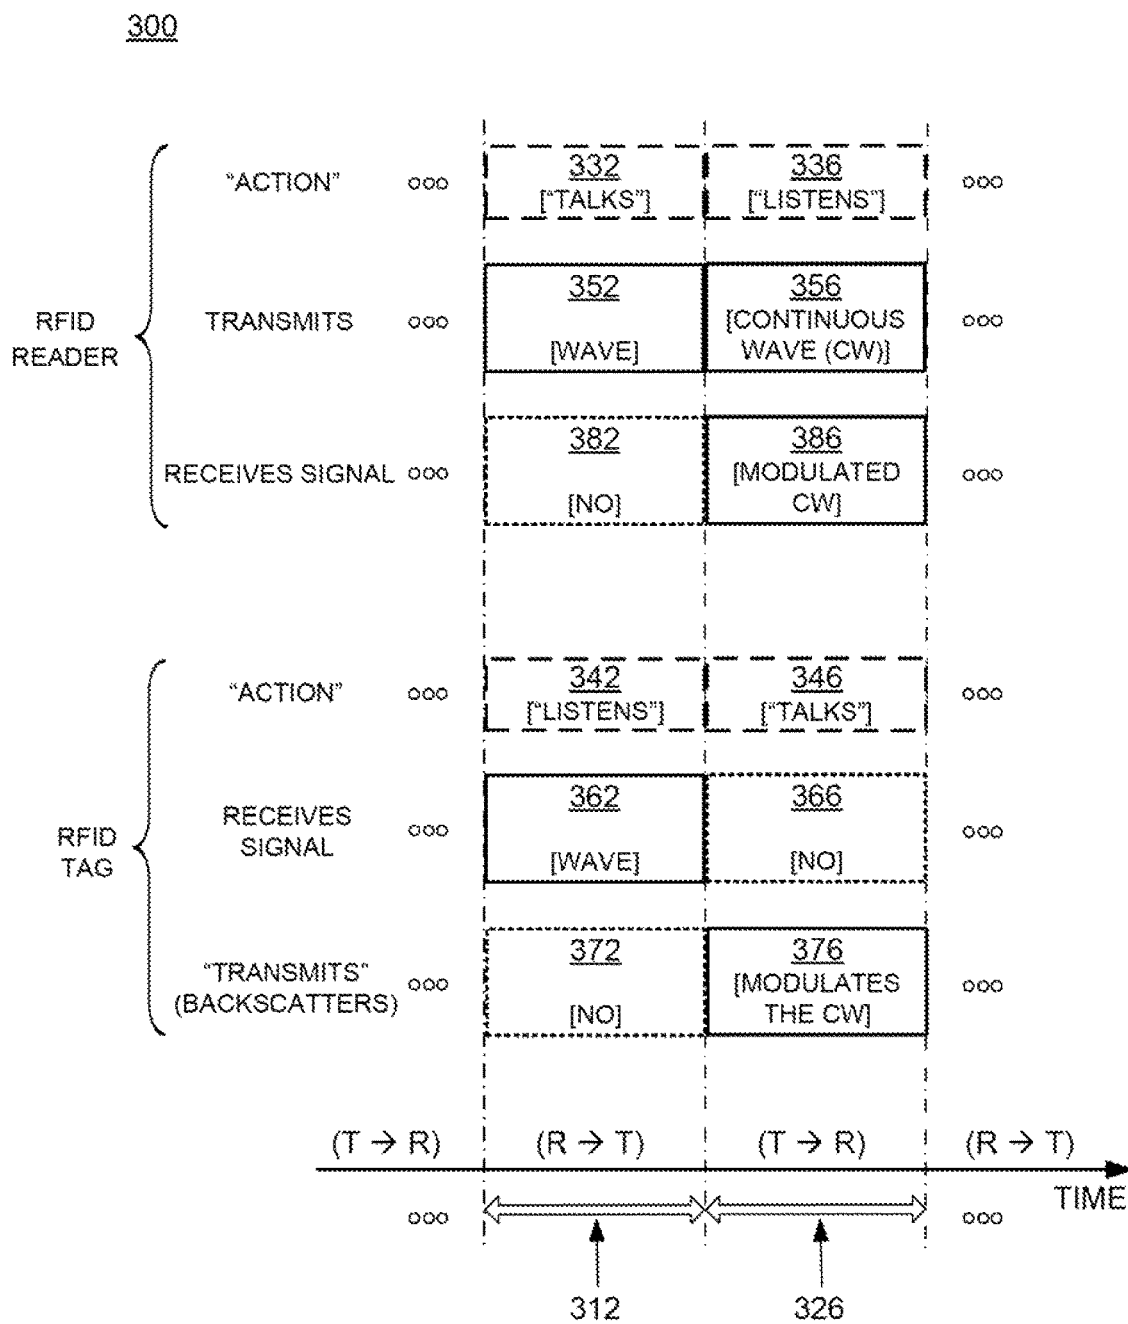 300
"ACTION" ooo 332 336 ooo
["TALKS"] ["LISTENS"]
RFID
READER
TRANSMITS ooo 352 356 ooo
[WAVE] [CONTINUOUS
WAVE (CW)]
RECEIVES SIGNAL ooo 382 386 ooo
[NO] [MODULATED
CW]
"ACTION" ooo 342 346 ooo
["LISTENS"] ["TALKS"]
RFID
TAG
RECEIVES
SIGNAL ooo 362 366 ooo
[WAVE] [NO]
"TRANSMITS"
(BACKSCATTERS) ooo 372 376 ooo
[NO] [MODULATES
THE CW]
(T → R) (R → T) (T → R) (R → T)
TIME
ooo ooo
312 326